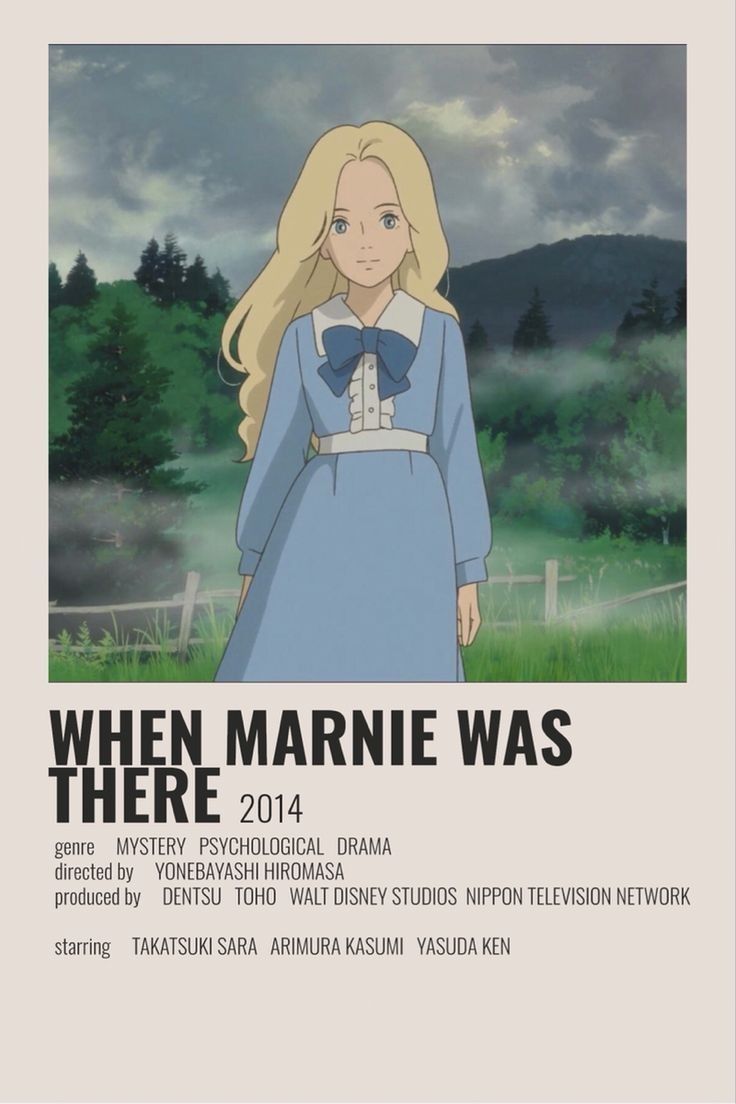 WHEN MARNIE WAS
THERE 2014
genre MYSTERY PSYCHOLOGICAL DRAMA
directed by YONEBAYASHI HIROMASA
produced by DENTSU TOHO WALT DISNEY STUDIOS NIPPON TELEVISION NETWORK
starring TAKATSUKI SARA ARIMURA KASUMI YASUDA KEN